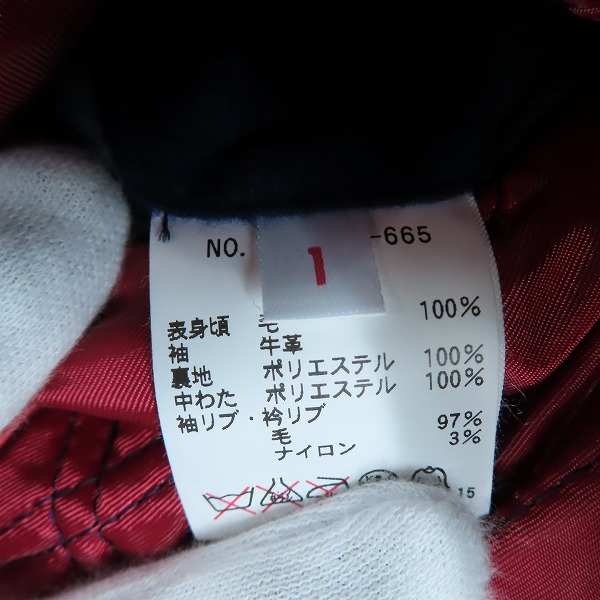 NO. -665
1
表身頃 毛 100%
袖 牛革
裏地 ポリエステル 100%
中わた ポリエステル 100%
袖リブ・衿リブ
毛 97%
ナイロン 3%
15